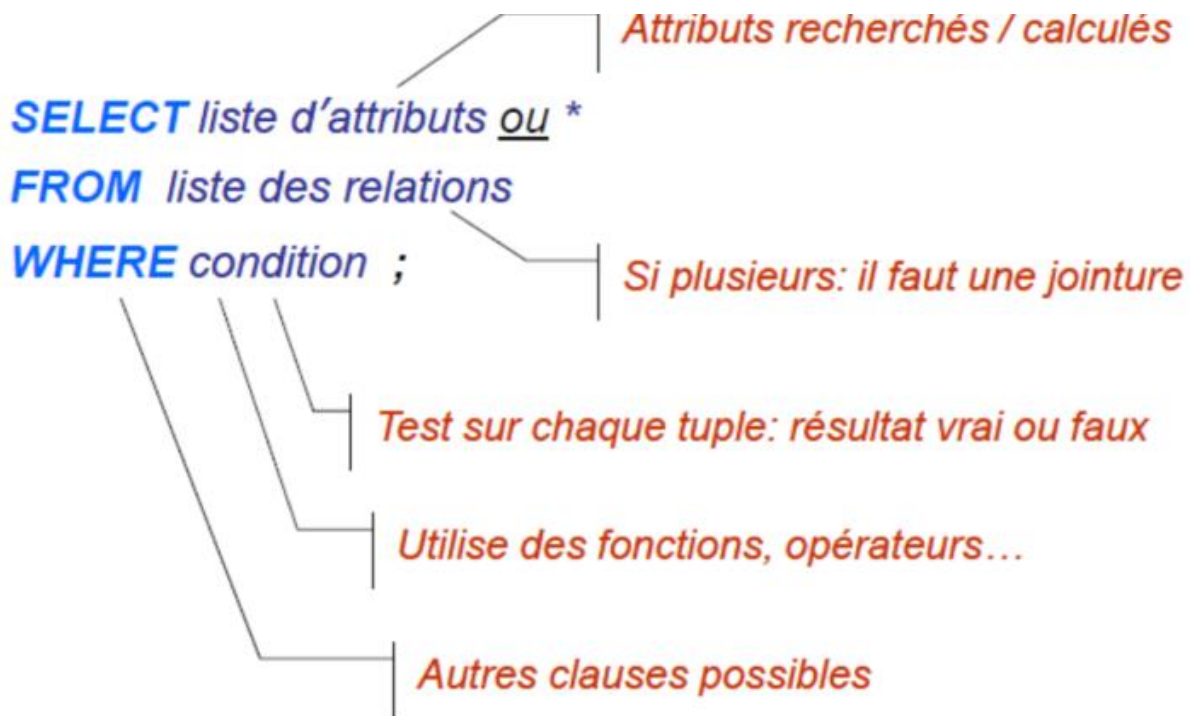 Attributs recherchés / calculés
SELECT liste d’attributs ou *
FROM liste des relations
WHERE condition ;
Si plusieurs: il faut une jointure
Test sur chaque tuple: résultat vrai ou faux
Utilise des fonctions, opérateurs…
Autres clauses possibles